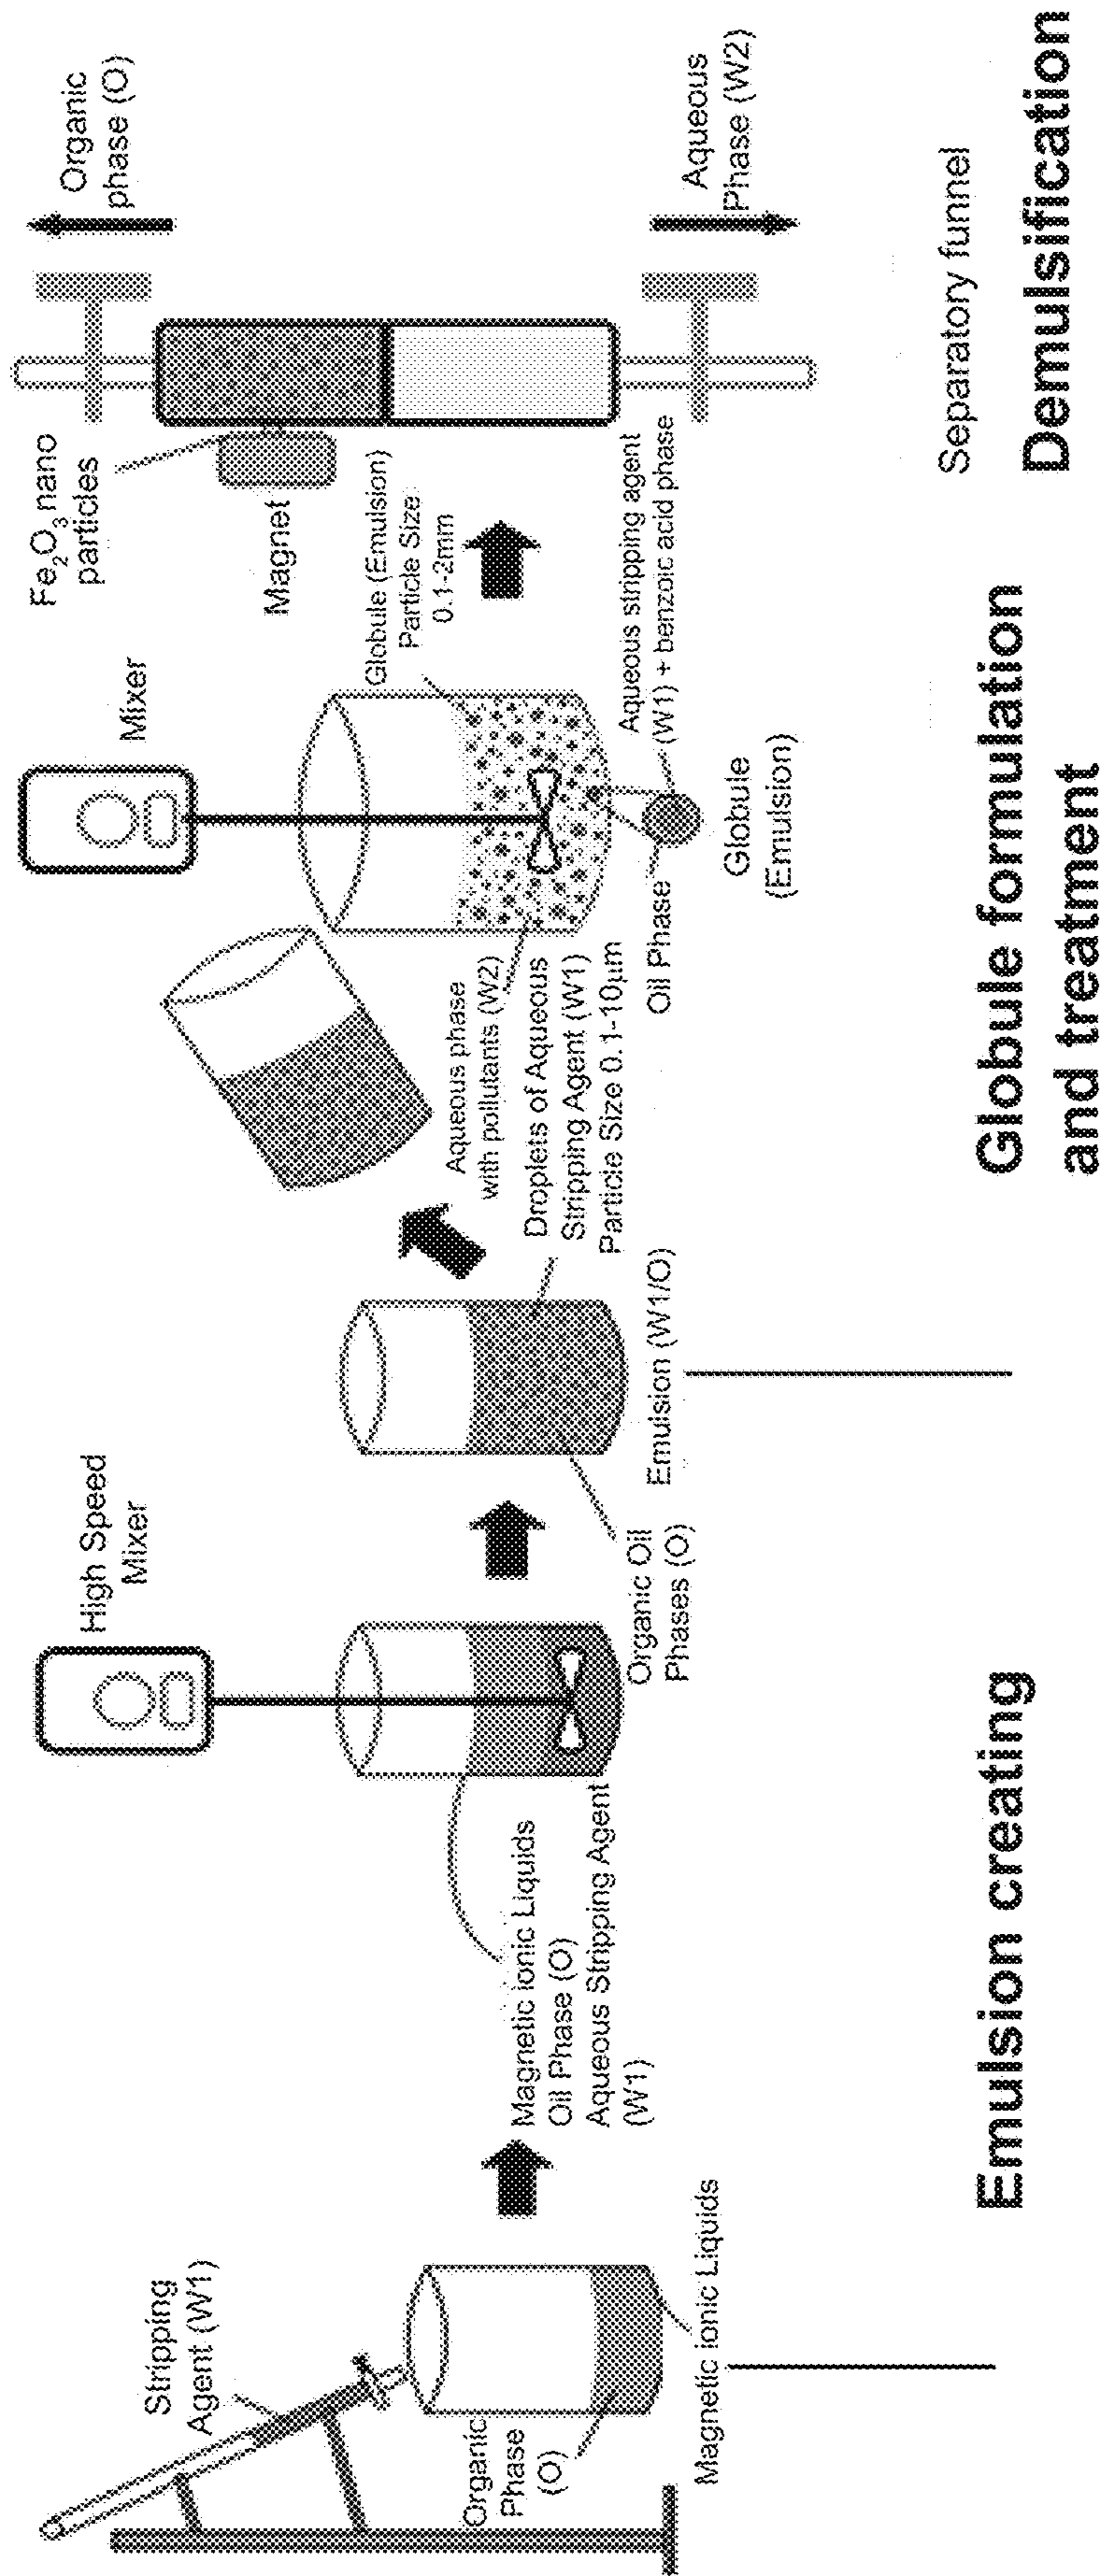 Stripping
Agent (W1)
Organic
Phase
(O)
Magnetic ionic Liquids
Magnetic ionic Liquids
Oil Phase (O)
Aqueous Stripping Agent
(W1)
High Speed
Mixer
Organic Oil
Phases (O)
Emulsion (W1/O)
Droplets of Aqueous
Stripping Agent (W1)
Particle Size 0.1-10μm
Aqueous phase
with pollutants (W2)
Mixer
Globule (Emulsion)
Particle Size
0.1-2mm
Oil Phase
Aqueous stripping agent
(W1) + benzoic acid phase
Globule
(Emulsion)
Fe2O3 nano
particles
Magnet
Organic
phase (O)
Aqueous
Phase (W2)
Separatory funnel
Emulsion creating
Globule formulation
and treatment
Demulsification